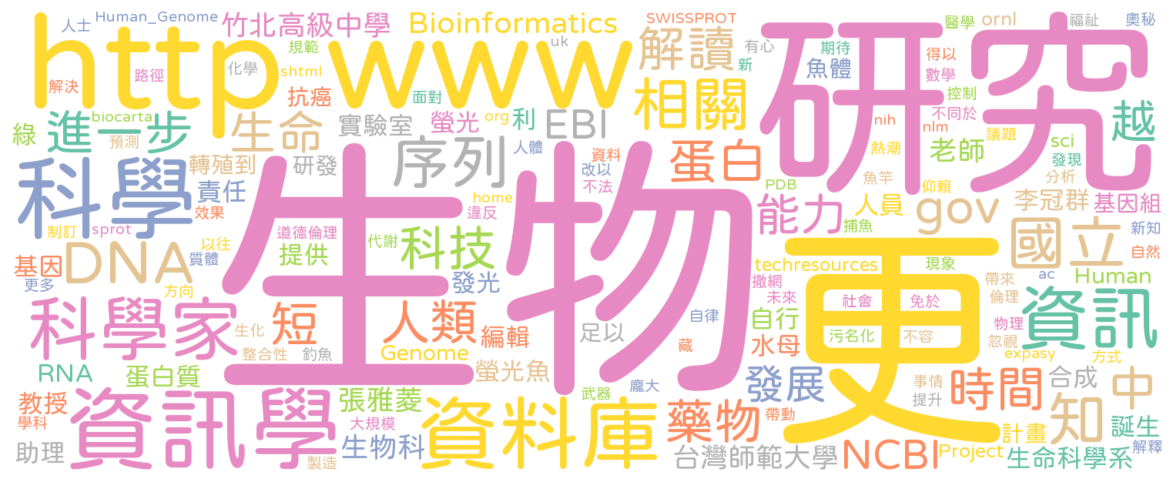 人士 Human_Genome 竹北高級中學 Bioinformatics SWISSPROT 醫學 ornl 福祉 奧秘
http www 規範 uk 解讀 有心 期待 得以 研究
解決 路徑 化學 shtml 新 魚體 數學
biocarta 抗癌 面對 相關 控制 不同於
綠 進一步 預測 生命 實驗室 螢光 org 利 EBI nih nlm 議題 越
轉殖到 研發 序列 人體 資料 蛋白 熱潮 老師 sci 發現
科學 責任 改以 不法 PDB 魚竿 仰賴 分析
效果 生物 home 違反 能力 人員 gov 李冠群 基因組
制訂 sprot 道德倫理 代謝 科技 捕魚 國立 新知
基因 DNA 以往 質體 提供 techresources 現象 ac 自然
更多 方向 發光 撒網 更 帶來 Human
科學家 短 人類 未來 社會 免於 倫理 資訊
生化 編輯 足以 自律 自行 污名化 不容 物理
整合性 釣魚 Genome 藏 水母 忽視 expasy 方式
RNA 蛋白質 螢光魚 發展 事情 時間 合成 中
教授 張雅菱 武器 龐大 提升 知
學科 資訊學 大規模 資料庫 藥物 帶動 計畫 誕生
助理 生物科 台灣師範大學 NCBI Project 解釋
製造 生命科學系